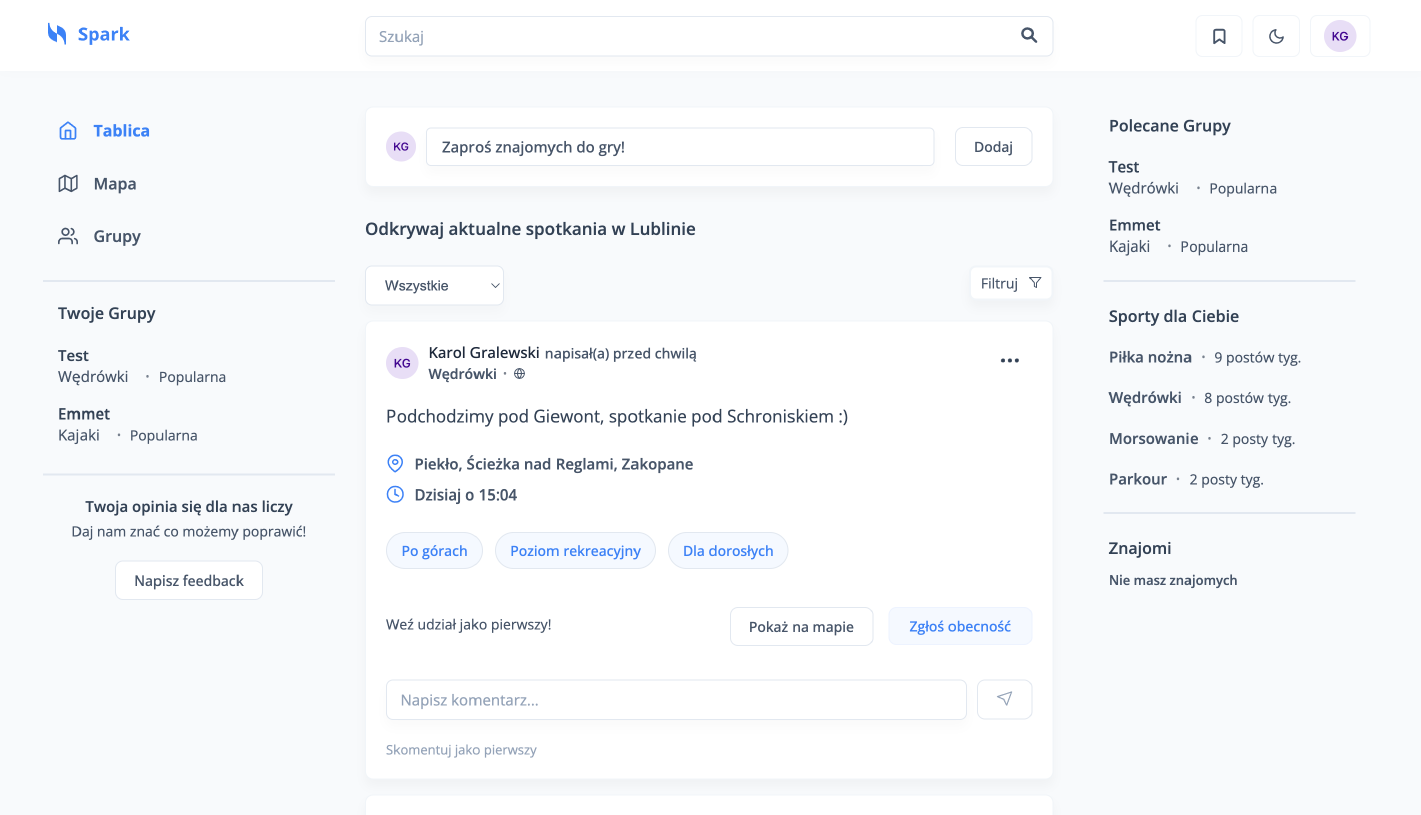 Spark
Szukaj
KG
Tablica
Mapa
Grupy
Twoje Grupy
Test
Wędrówki · Popularna
Emmet
Kajaki · Popularna
Twoja opinia się dla nas liczy
Daj nam znać co możemy poprawić!
Napisz feedback
KG
Zaproś znajomych do gry!
Dodaj
Odkrywaj aktualne spotkania w Lublinie
Wszystkie
Filtruj
KG
Karol Gralewski napisał(a) przed chwilą
Wędrówki ·
Podchodzimy pod Giewont, spotkanie pod Schroniskiem :)
Piekło, Ścieżka nad Reglami, Zakopane
Dzisiaj o 15:04
Po górach
Poziom rekreacyjny
Dla dorosłych
Weź udział jako pierwszy!
Pokaż na mapie
Zgłoś obecność
Napisz komentarz...
Skomentuj jako pierwszy
Polecane Grupy
Test
Wędrówki · Popularna
Emmet
Kajaki · Popularna
Sporty dla Ciebie
Piłka nożna · 9 postów tyg.
Wędrówki · 8 postów tyg.
Morsowanie · 2 posty tyg.
Parkour · 2 posty tyg.
Znajomi
Nie masz znajomych